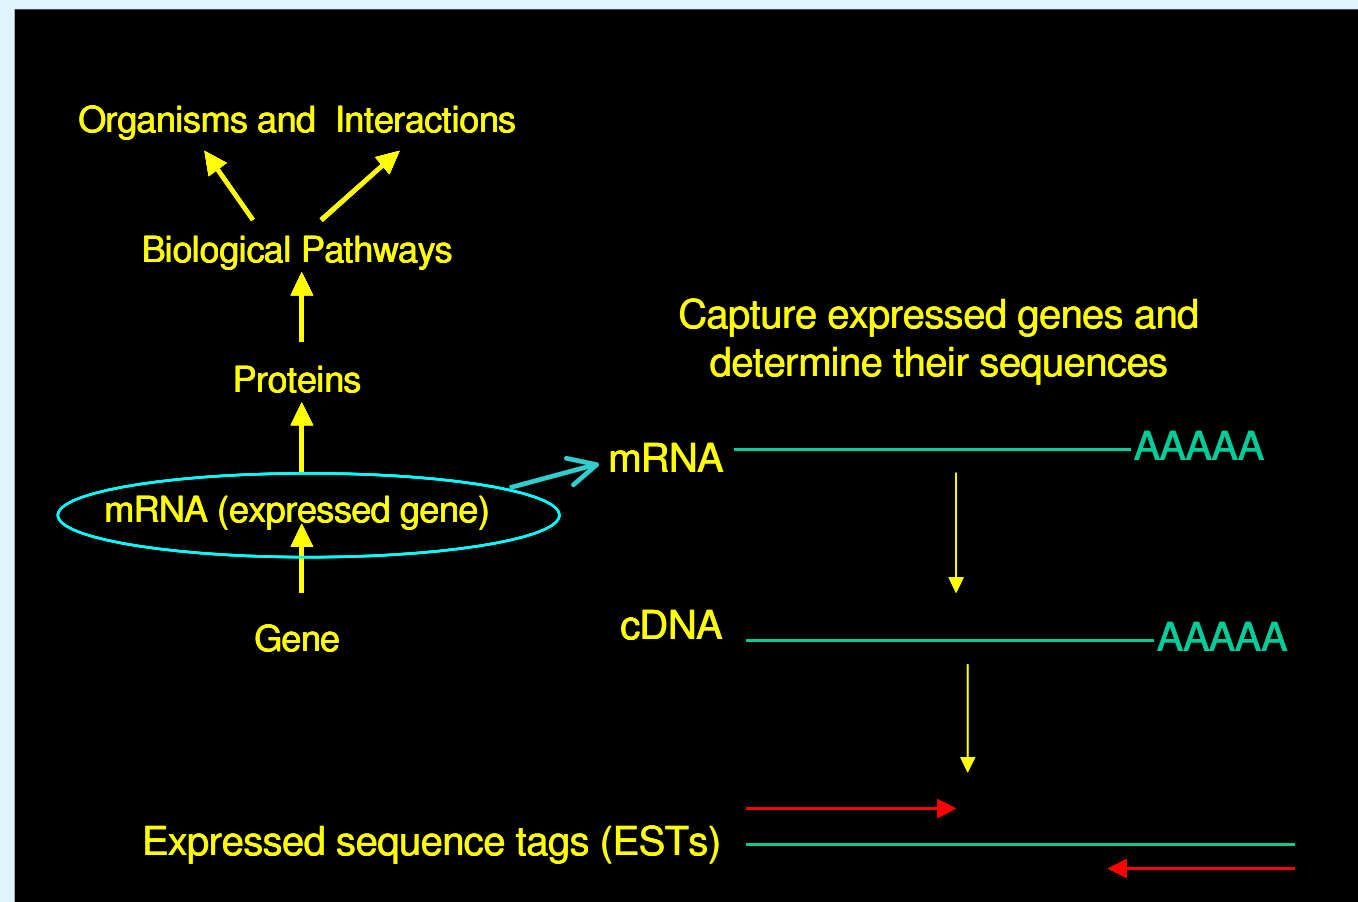 Organisms and  Interactions
Biological Pathways
Proteins
mRNA (expressed gene)
Gene
Capture expressed genes and
determine their sequences
mRNA AAAAA
cDNA AAAAA
Expressed sequence tags (ESTs)